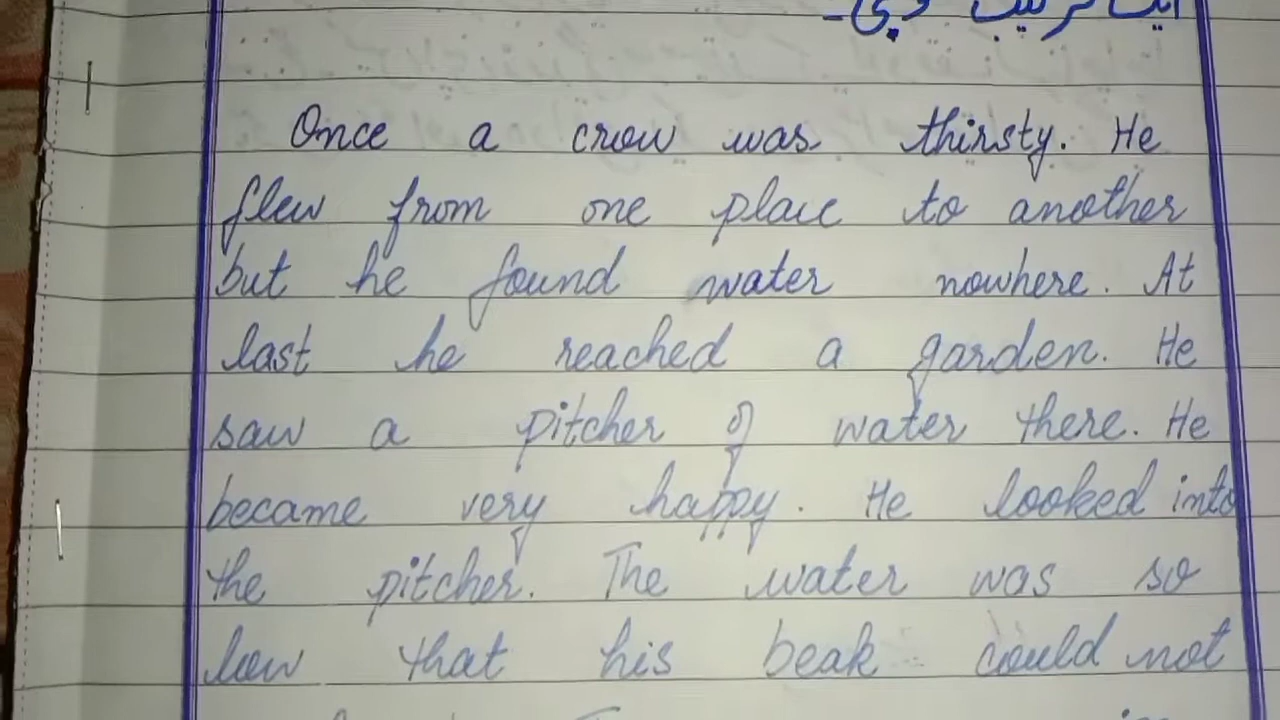 Once a crow was thirsty. He
flew from one place to another
but he found water nowhere. At
last he reached a garden. He
saw a pitcher of water there. He
became very happy. He looked into
the pitcher. The water was so
low that his beak could not